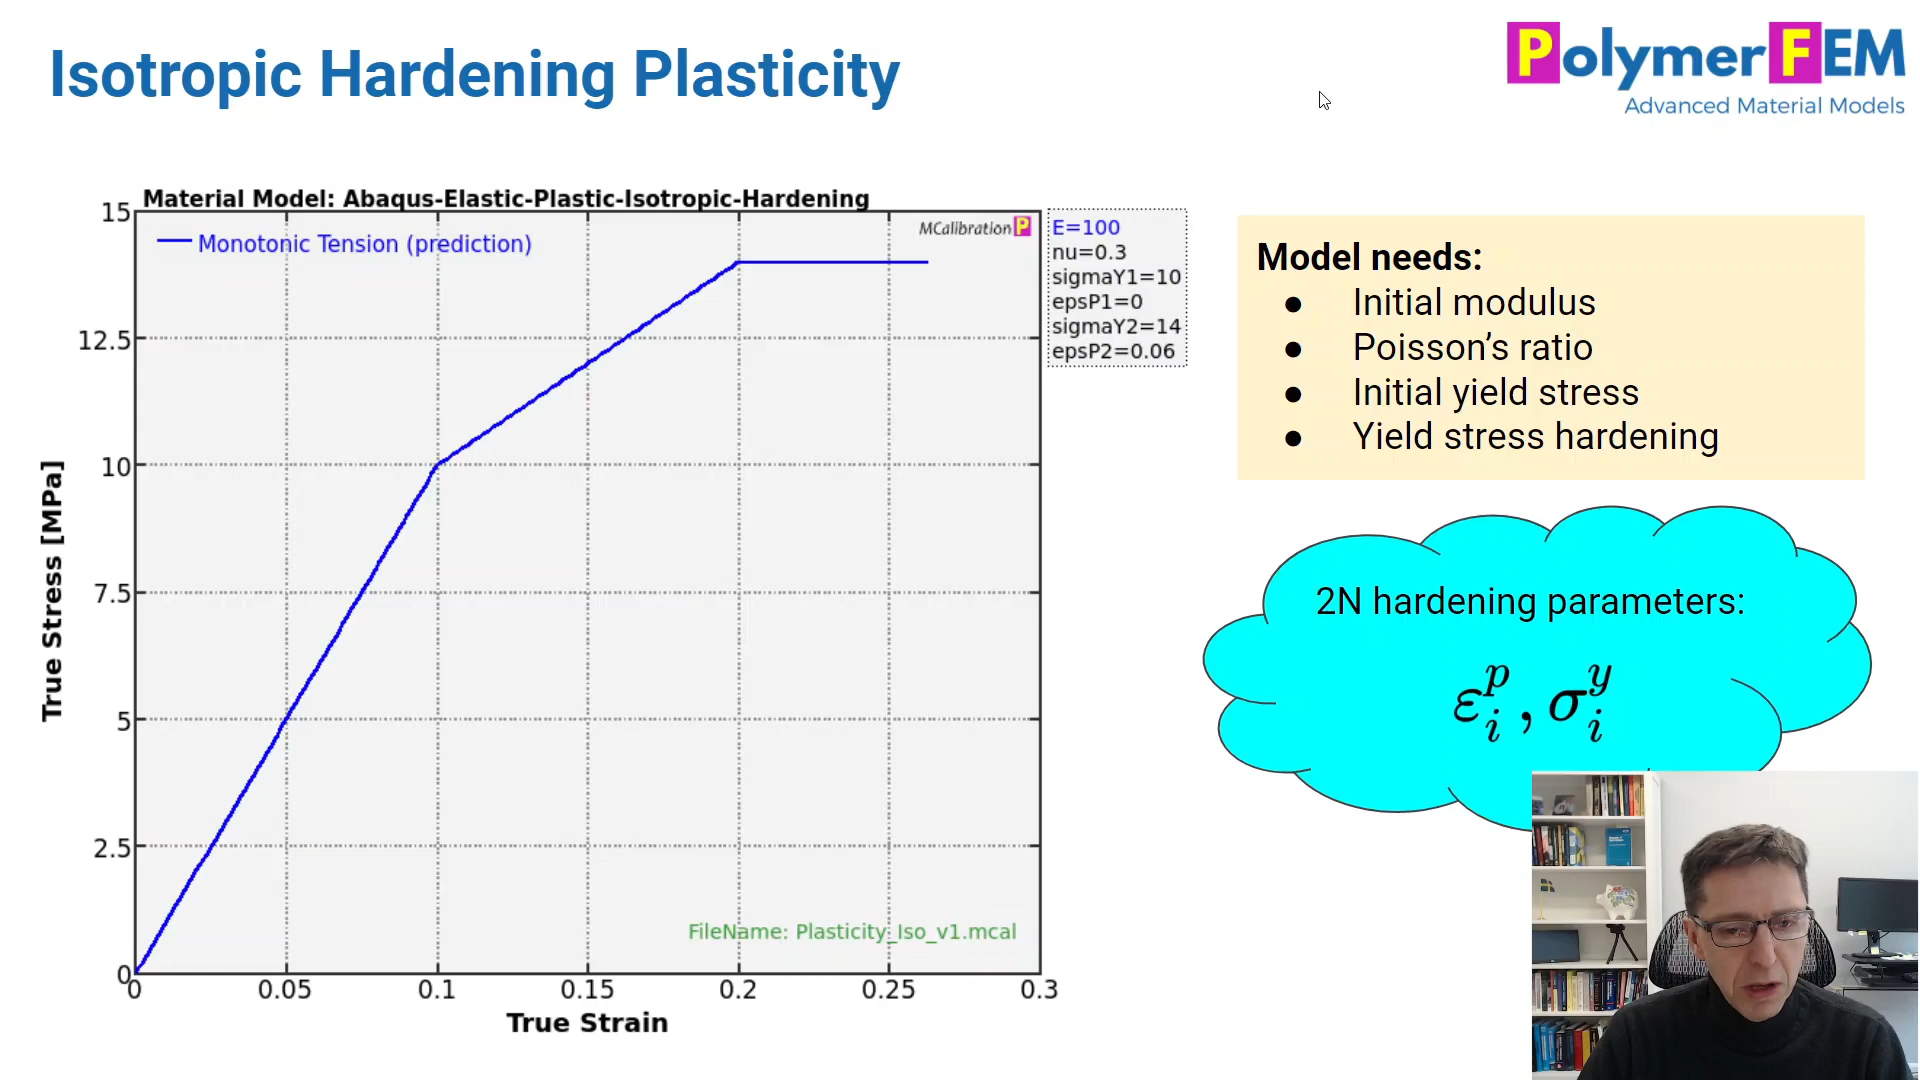 Isotropic Hardening Plasticity
PolymerFEM
Advanced Material Models
Material Model: Abaqus-Elastic-Plastic-Isotropic-Hardening
Monotonic Tension (prediction)
MCalibration P
E=100
nu=0.3
sigmaY1=10
epsP1=0
sigmaY2=14
epsP2=0.06
15
12.5
10
7.5
5
2.5
0
True Stress [MPa]
FileName: Plasticity_Iso_v1.mcal
0 0.05 0.1 0.15 0.2 0.25 0.3
True Strain
Model needs:
● Initial modulus
● Poisson’s ratio
● Initial yield stress
● Yield stress hardening
2N hardening parameters:
εᵢᵖ, σᵢʸ